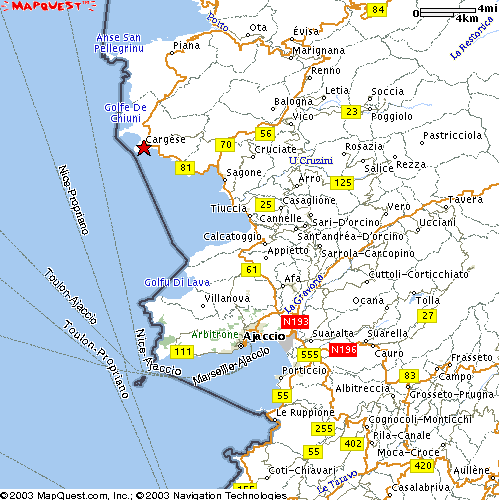 MAPQUEST
84
0
4mi
4km
Porto
Ota
Évisa
Anse San
Pellegrinu
Piana
Marignana
La Restorica
Renno
Golfe De
Chiuni
Letia
Soccia
Balogna
23
Poggiolo
Vico
56
Cargèse
70
Cruciate
Rosazia
Pastricciola
U Cruzini
Salice
Rezza
81
Sagone
Arro
125
Nice-Propriano
Tavera
25
Casaglione
Tiuccia
Cannelle
Vero
Sari-D'orcino
Ucciani
Calcatoggio
Sant'andréa-D'orcino
Appietto
Sarrola-Carcopino
61
Toulon-Ajaccio
Golfu Di Lava
Afa
La Gravona
Cuttoli-Corticchiato
Villanova
Ocana
Tolla
27
Toulon-Propriano
Nice-Ajaccio
Arbitrone
N193
Ajaccio
Suaralta
Suarella
111
555
N196
Cauro
Marseille-Ajaccio
Frasseto
Porticcio
83
Campo
55
Albitreccia
Grosseto-Prugna
Le Ruppione
255
Cognocoli-Monticchi
402
Pila-Canale
55
Moca-Croce
420
Aullène
Coti-Chiavari
Le Taravo
155
Casalabriva
©2003 MapQuest.com, Inc.; ©2003 Navigation Technologies